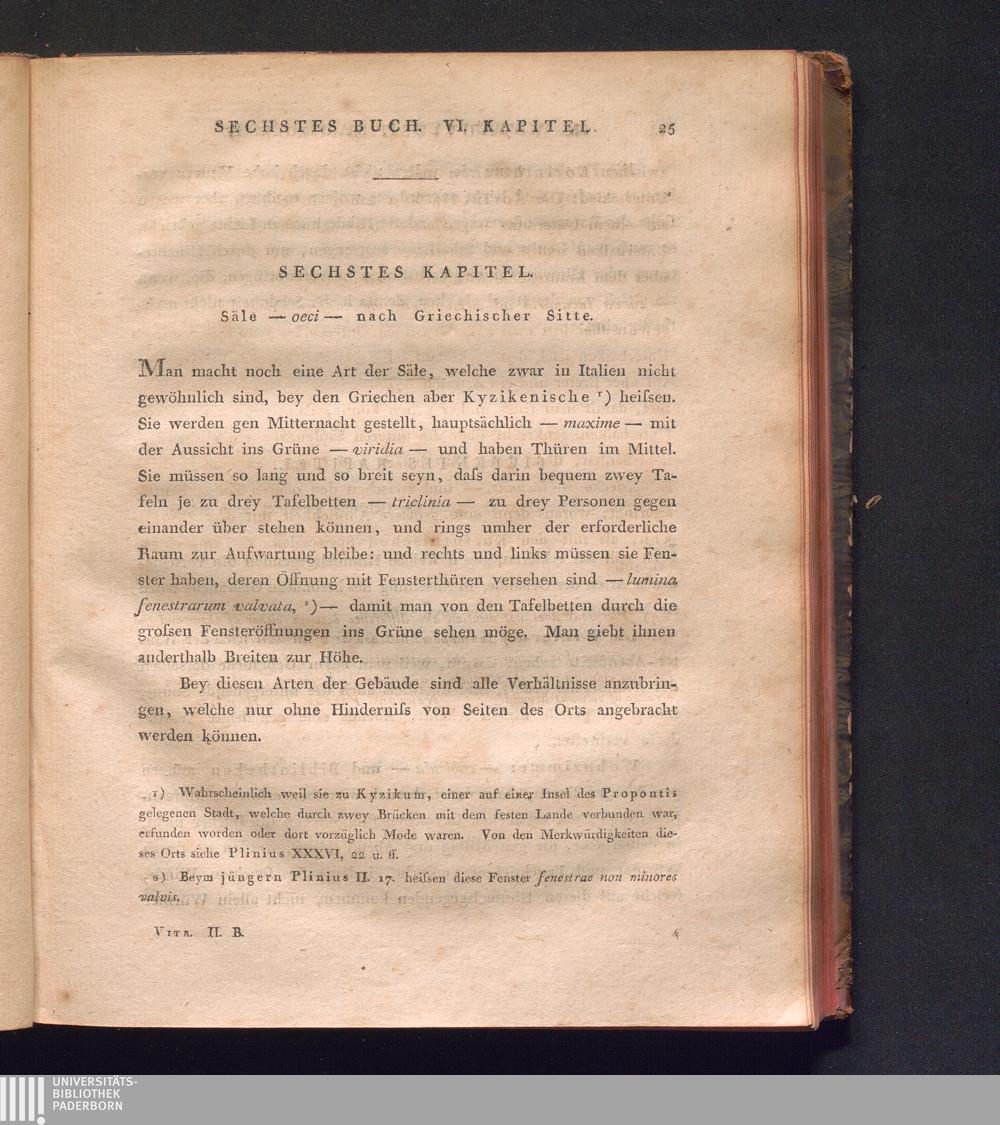 SECHSTES BUCH. VI. KAPITEL. 25
SECHSTES KAPITEL.
Säle — oeci — nach Griechischer Sitte.
Man macht noch eine Art der Säle, welche zwar in Italien nicht
gewöhnlich sind, bey den Griechen aber Kyzikenische r) heiſsen.
Sie werden gen Mitternacht gestellt, hauptsächlich — maxime — mit
der Aussicht ins Grüne — viridia — und haben Thüren im Mittel.
Sie müssen so lang und so breit seyn, daſs darin bequem zwey Ta-
feln je zu drey Tafelbetten — triclinia — zu drey Personen gegen
einander über stehen können, und rings umher der erforderliche
Raum zur Aufwartung bleibe: und rechts und links müssen sie Fen-
ster haben, deren Öffnung mit Fensterthüren versehen sind — lumina
fenestrarum valvata, s) — damit man von den Tafelbetten durch die
groſsen Fensteröffnungen ins Grüne sehen möge. Man giebt ihnen
anderthalb Breiten zur Höhe.
Bey diesen Arten der Gebäude sind alle Verhältnisse anzubrin-
gen, welche nur ohne Hinderniſs von Seiten des Orts angebracht
werden können.
r) Wahrscheinlich weil sie zu Kyzikum, einer auf einer Insel des Propontis
gelegenen Stadt, welche durch zwey Brücken mit dem festen Lande verbunden war,
erfunden worden oder dort vorzüglich Mode waren. Von den Merkwürdigkeiten die-
ses Orts siehe Plinius XXXVI, 22 u. ff.
s) Beym jüngern Plinius II. 17. heiſsen diese Fenster fenestrae non minores
valvis.
VITR. II. B. 4
UNIVERSITÄTS-
BIBLIOTHEK
PADERBORN